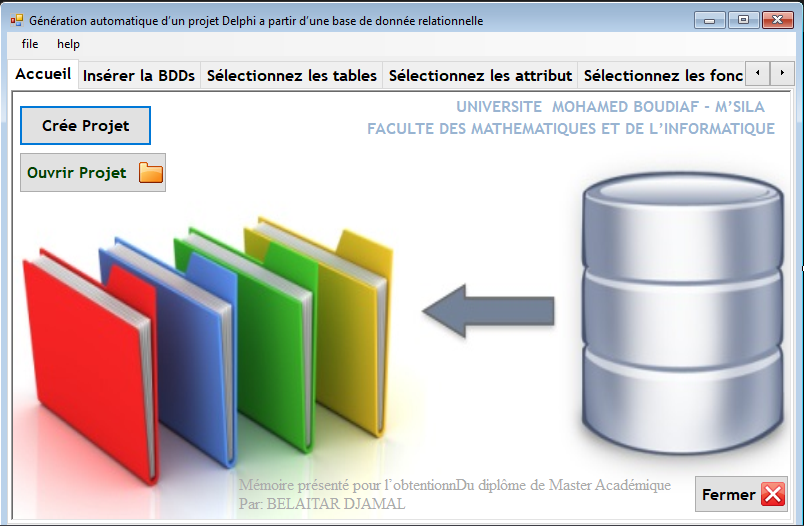 Génération automatique d'un projet Delphi a partir d'une base de donnée relationnelle
file help
Accueil Insérer la BDDs Sélectionnez les tables Sélectionnez les attribut Sélectionnez les fonc
UNIVERSITE MOHAMED BOUDIAF - M'SILA
FACULTE DES MATHEMATIQUES ET DE L'INFORMATIQUE
Crée Projet
Ouvrir Projet
Mémoire présenté pour l'obtentionnDu diplôme de Master Académique
Par: BELAITAR DJAMAL
Fermer